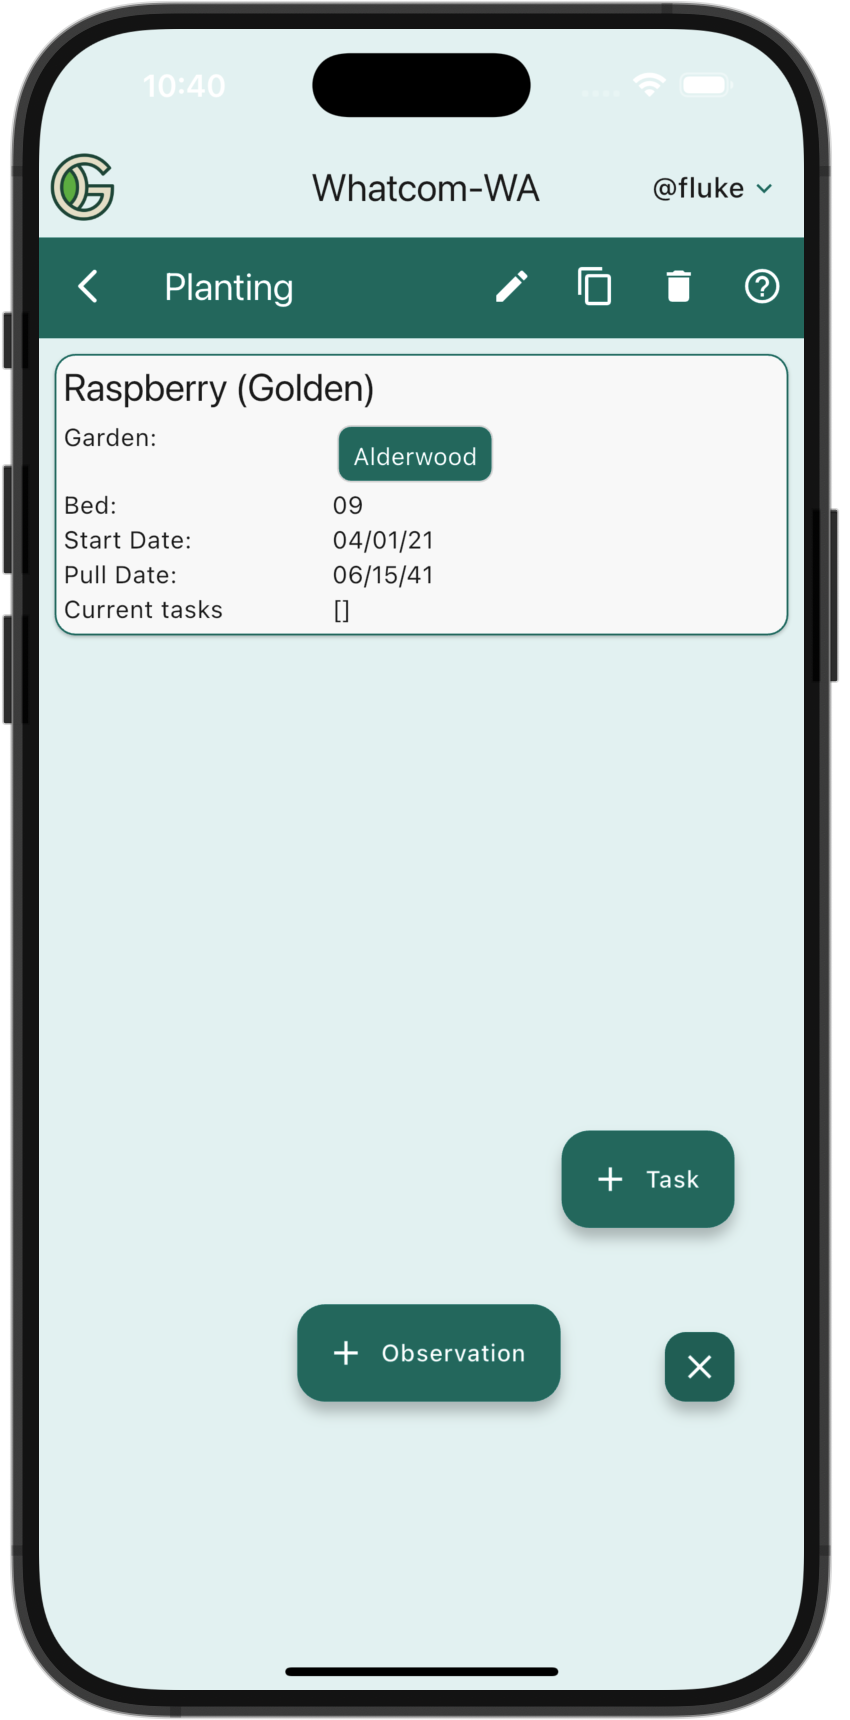 10:40
Whatcom-WA @fluke
Planting
Raspberry (Golden)
Garden: Alderwood
Bed: 09
Start Date: 04/01/21
Pull Date: 06/15/41
Current tasks []
+ Task
+ Observation